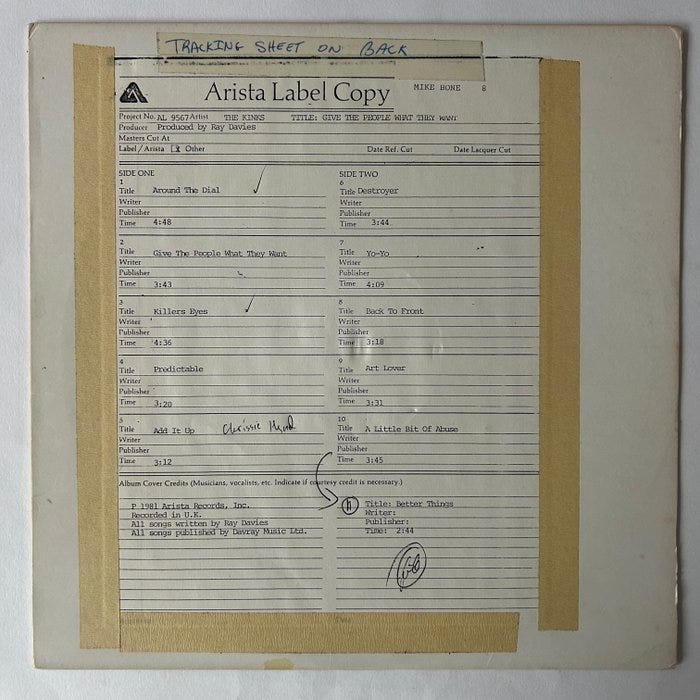 TRACKING SHEET ON BACK
Arista Label Copy
MIKE BONE 8
Project No. AL 9567 Artist THE KINKS TITLE: GIVE THE PEOPLE WHAT THEY WANT
Producer Produced by Ray Davies
Masters Cut At
Label/Arista [x] Other Date Ref. Cut Date Lacquer Cut
SIDE ONE
1
Title Around The Dial
Writer
Publisher
Time 4:48
2
Title Give The People What They Want
Writer
Publisher
Time 3:43
3
Title Killers Eyes
Writer
Publisher
Time 4:36
4
Title Predictable
Writer
Publisher
Time 3:20
5
Title Add It Up Chrissie Hynd
Writer
Publisher
Time 3:12
SIDE TWO
6
Title Destroyer
Writer
Publisher
Time 3:44
7
Title Yo-Yo
Writer
Publisher
Time 4:09
8
Title Back To Front
Writer
Publisher
Time 3:18
9
Title Art Lover
Writer
Publisher
Time 3:31
10
Title A Little Bit Of Abuse
Writer
Publisher
Time 3:45
Album Cover Credits (Musicians, vocalists, etc. Indicate if courtesy credit is necessary.)
P 1981 Arista Records, Inc.
Recorded in U.K.
All songs written by Ray Davies
All songs published by Davray Music Ltd.
11
Title: Better Things
Writer:
Publisher:
Time: 2:44